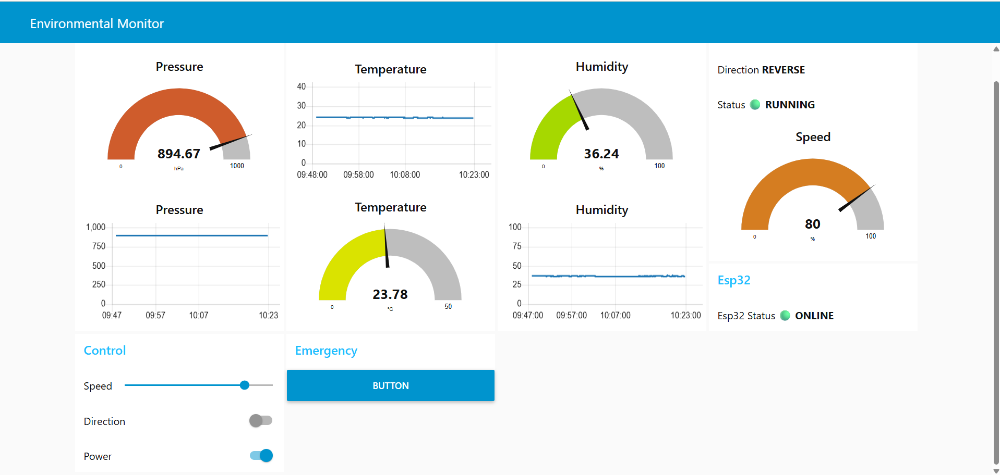 Environmental Monitor
Pressure
894.67
hPa
0
1000
Pressure
1,000
750
500
250
0
09:47
09:57
10:07
10:23
Temperature
40
30
20
10
0
09:48:00
09:58:00
10:08:00
10:23:00
Temperature
23.78
°C
0
50
Humidity
36.24
%
0
100
Humidity
100
75
50
25
0
09:47:00
09:57:00
10:07:00
10:23:00
Direction REVERSE
Status RUNNING
Speed
80
%
0
100
Esp32
Esp32 Status ONLINE
Control
Speed
Direction
Power
Emergency
BUTTON